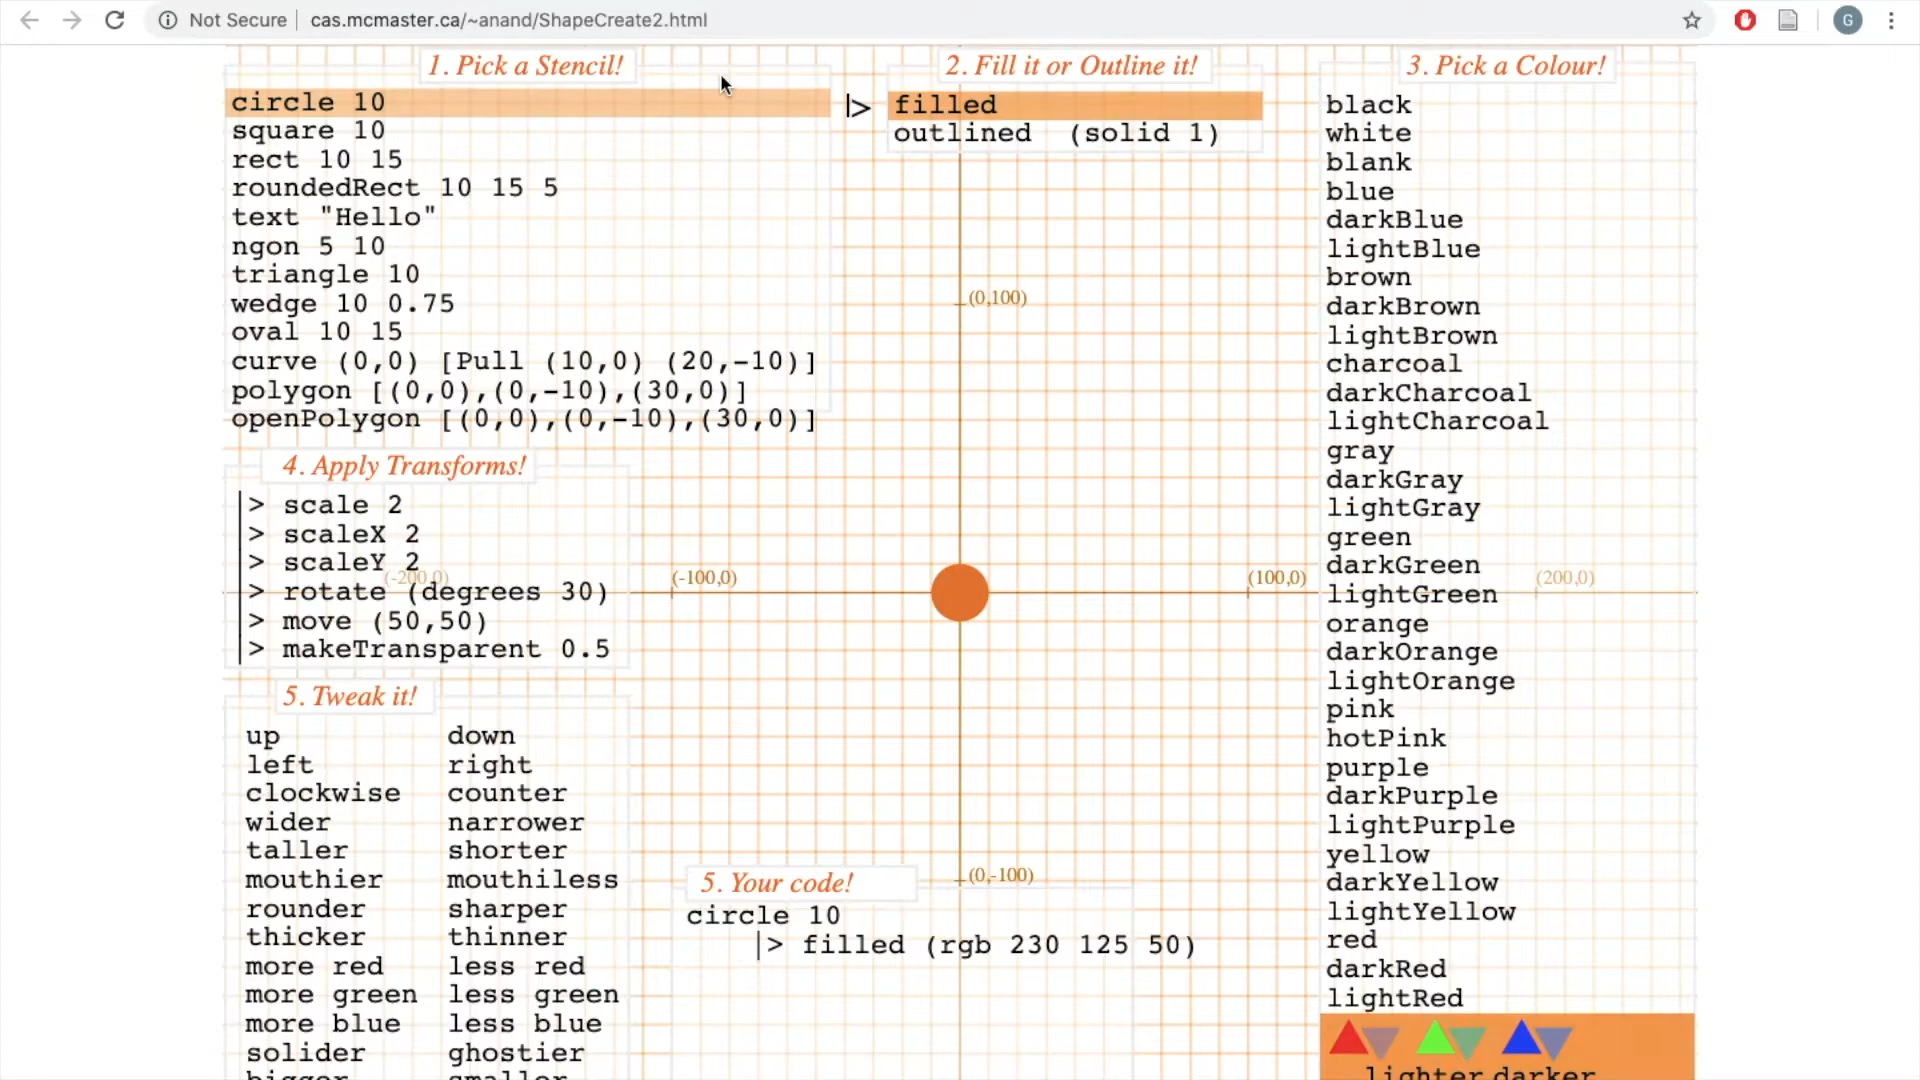 Not Secure
cas.mcmaster.ca/~anand/ShapeCreate2.html
G
1. Pick a Stencil!
circle 10
square 10
rect 10 15
roundedRect 10 15 5
text "Hello"
ngon 5 10
triangle 10
wedge 10 0.75
oval 10 15
curve (0,0) [Pull (10,0) (20,-10)]
polygon [(0,0),(0,-10),(30,0)]
openPolygon [(0,0),(0,-10),(30,0)]
2. Fill it or Outline it!
|> filled
outlined (solid 1)
3. Pick a Colour!
black
white
blank
blue
darkBlue
lightBlue
brown
darkBrown
lightBrown
charcoal
darkCharcoal
lightCharcoal
gray
darkGray
lightGray
green
darkGreen
lightGreen
orange
darkOrange
lightOrange
pink
hotPink
purple
darkPurple
lightPurple
yellow
darkYellow
lightYellow
red
darkRed
lightRed
lighter darker
4. Apply Transforms!
|> scale 2
|> scaleX 2
|> scaleY 2
|> rotate (degrees 30)
|> move (50,50)
|> makeTransparent 0.5
(0,100)
(-200,0)
(-100,0)
(100,0)
(200,0)
(0,-100)
5. Tweak it!
up down
left right
clockwise counter
wider narrower
taller shorter
mouthier mouthiless
rounder sharper
thicker thinner
more red less red
more green less green
more blue less blue
solider ghostier
bigger smaller
5. Your code!
circle 10
|> filled (rgb 230 125 50)